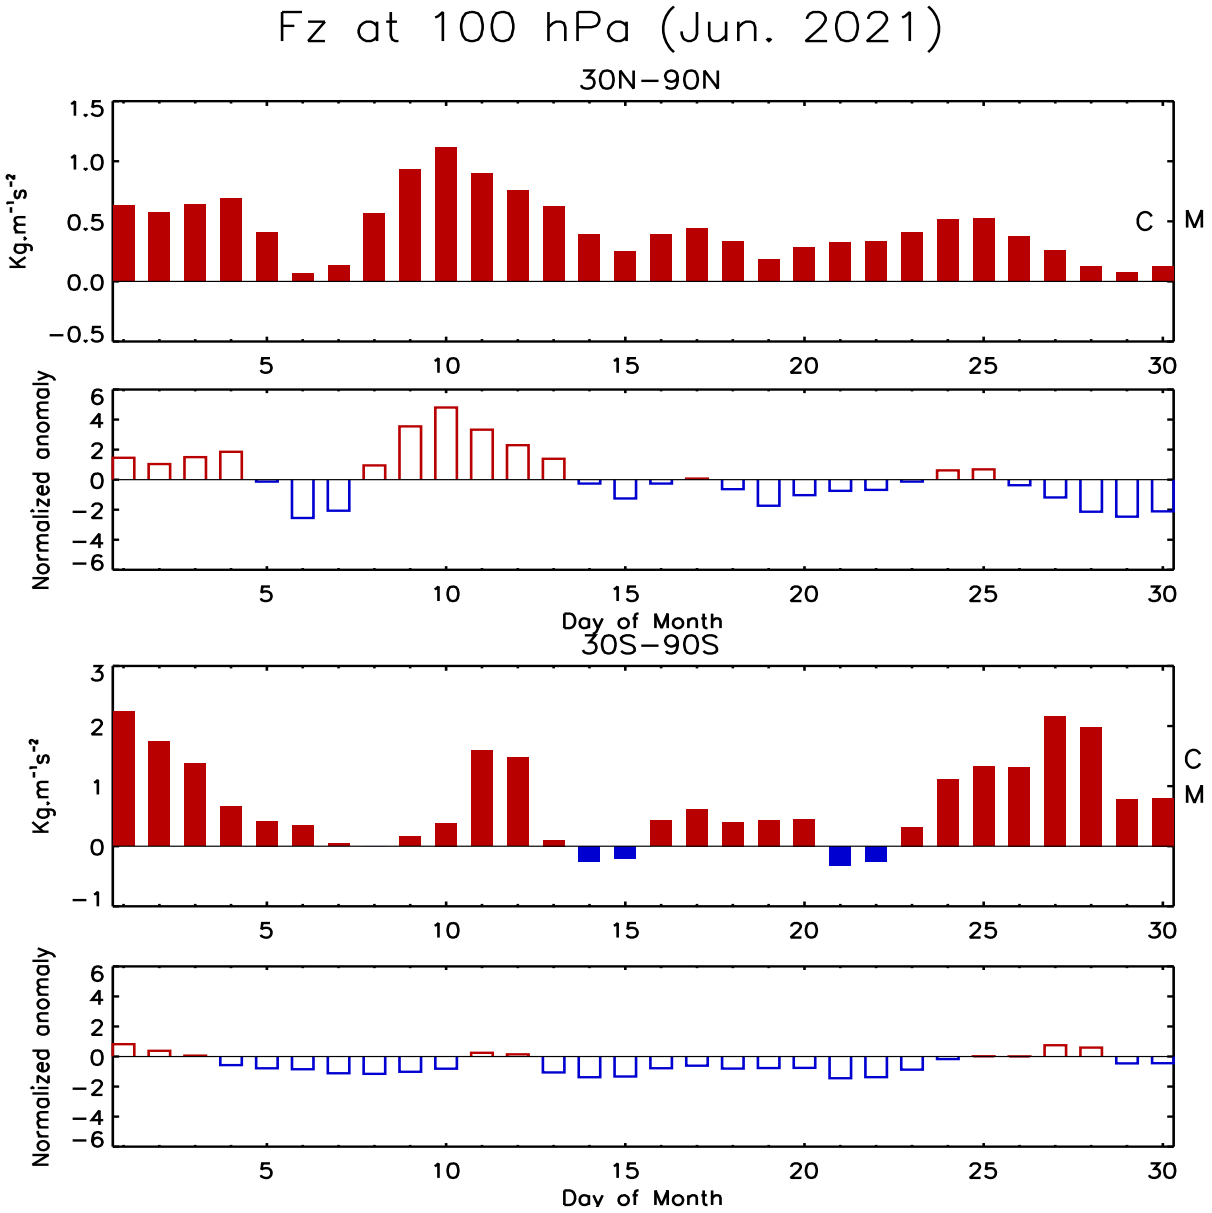 Fz at 100 hPa (Jun. 2021)
30N−90N
1.5
1.0
0.5
0.0
−0.5
Kg.m⁻¹s⁻²
C M
5 10 15 20 25 30
6
4
2
0
−2
−4
−6
Normalized anomaly
5 10 15 20 25 30
Day of Month
30S−90S
3
2
1
0
−1
Kg.m⁻¹s⁻²
C
M
5 10 15 20 25 30
6
4
2
0
−2
−4
−6
Normalized anomaly
5 10 15 20 25 30
Day of Month